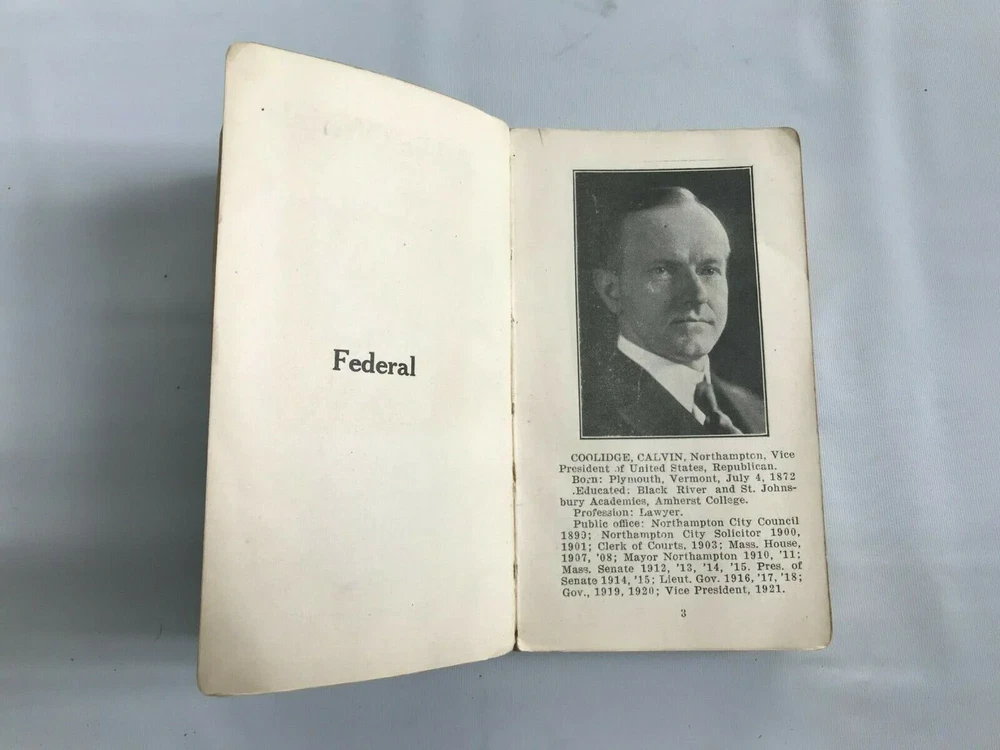 Federal
COOLIDGE, CALVIN, Northampton, Vice
President of United States, Republican.
Born: Plymouth, Vermont, July 4, 1872
.Educated: Black River and St. Johns-
bury Academies, Amherst College.
Profession: Lawyer.
Public office: Northampton City Council
1899; Northampton City Solicitor 1900,
1901; Clerk of Courts, 1903; Mass. House,
1907, '08; Mayor Northampton 1910, '11;
Mass. Senate 1912, '13, '14, '15. Pres. of
Senate 1914, '15; Lieut. Gov. 1916, '17, '18;
Gov., 1919, 1920; Vice President, 1921.
3